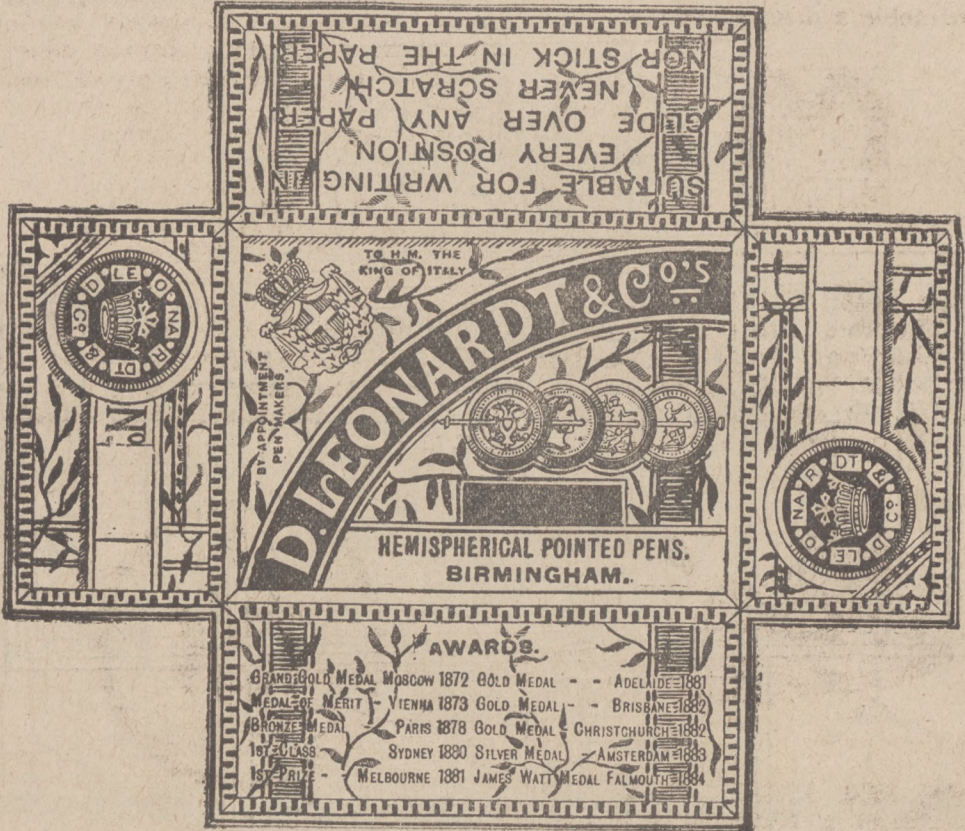 SUITABLE FOR WRITING IN
EVERY POSITION.
GLIDE OVER ANY PAPER
NEVER SCRATCH
NOR STICK IN THE PAPER
TO H.M. THE
KING OF ITALY
BY APPOINTMENT
PEN MAKERS.
D. LEONARDT & Co's
HEMISPHERICAL POINTED PENS.
BIRMINGHAM.
D. LEONARDT & Co
No
D. LEONARDT & Co
AWARDS.
GRAND GOLD MEDAL MOSCOW 1872 GOLD MEDAL - - ADELAIDE 1881
MEDAL OF MERIT - VIENNA 1873 GOLD MEDAL - - BRISBANE 1882
BRONZE MEDAL - PARIS 1878 GOLD MEDAL - CHRISTCHURCH 1882
1ST CLASS SYDNEY 1880 SILVER MEDAL - AMSTERDAM 1883
1ST PRIZE - MELBOURNE 1881 JAMES WATT MEDAL FALMOUTH 1884